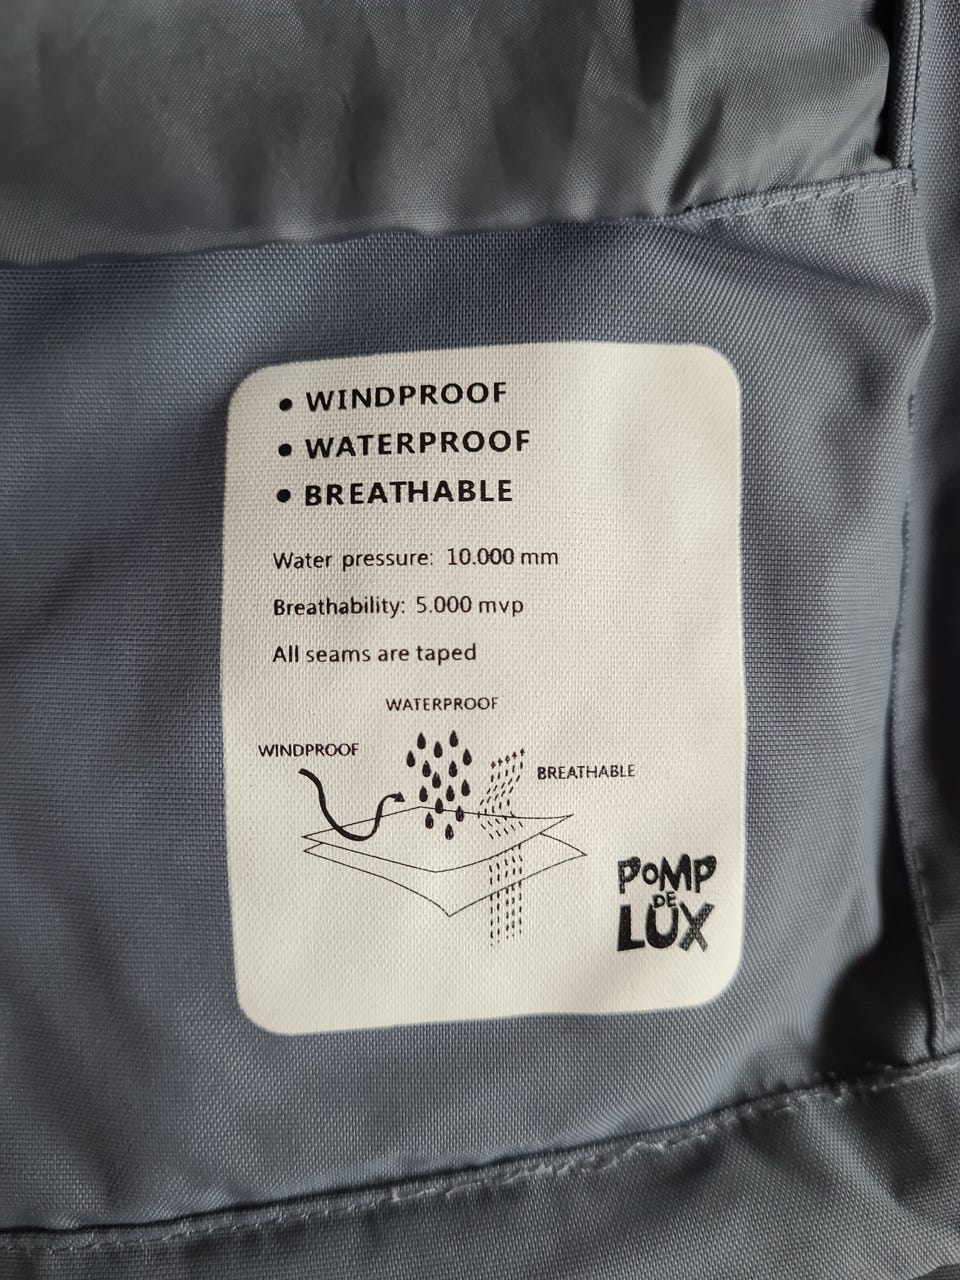 • WINDPROOF
• WATERPROOF
• BREATHABLE
Water pressure: 10.000 mm
Breathability: 5.000 mvp
All seams are taped
WATERPROOF
WINDPROOF
BREATHABLE
POMP
DE
LUX